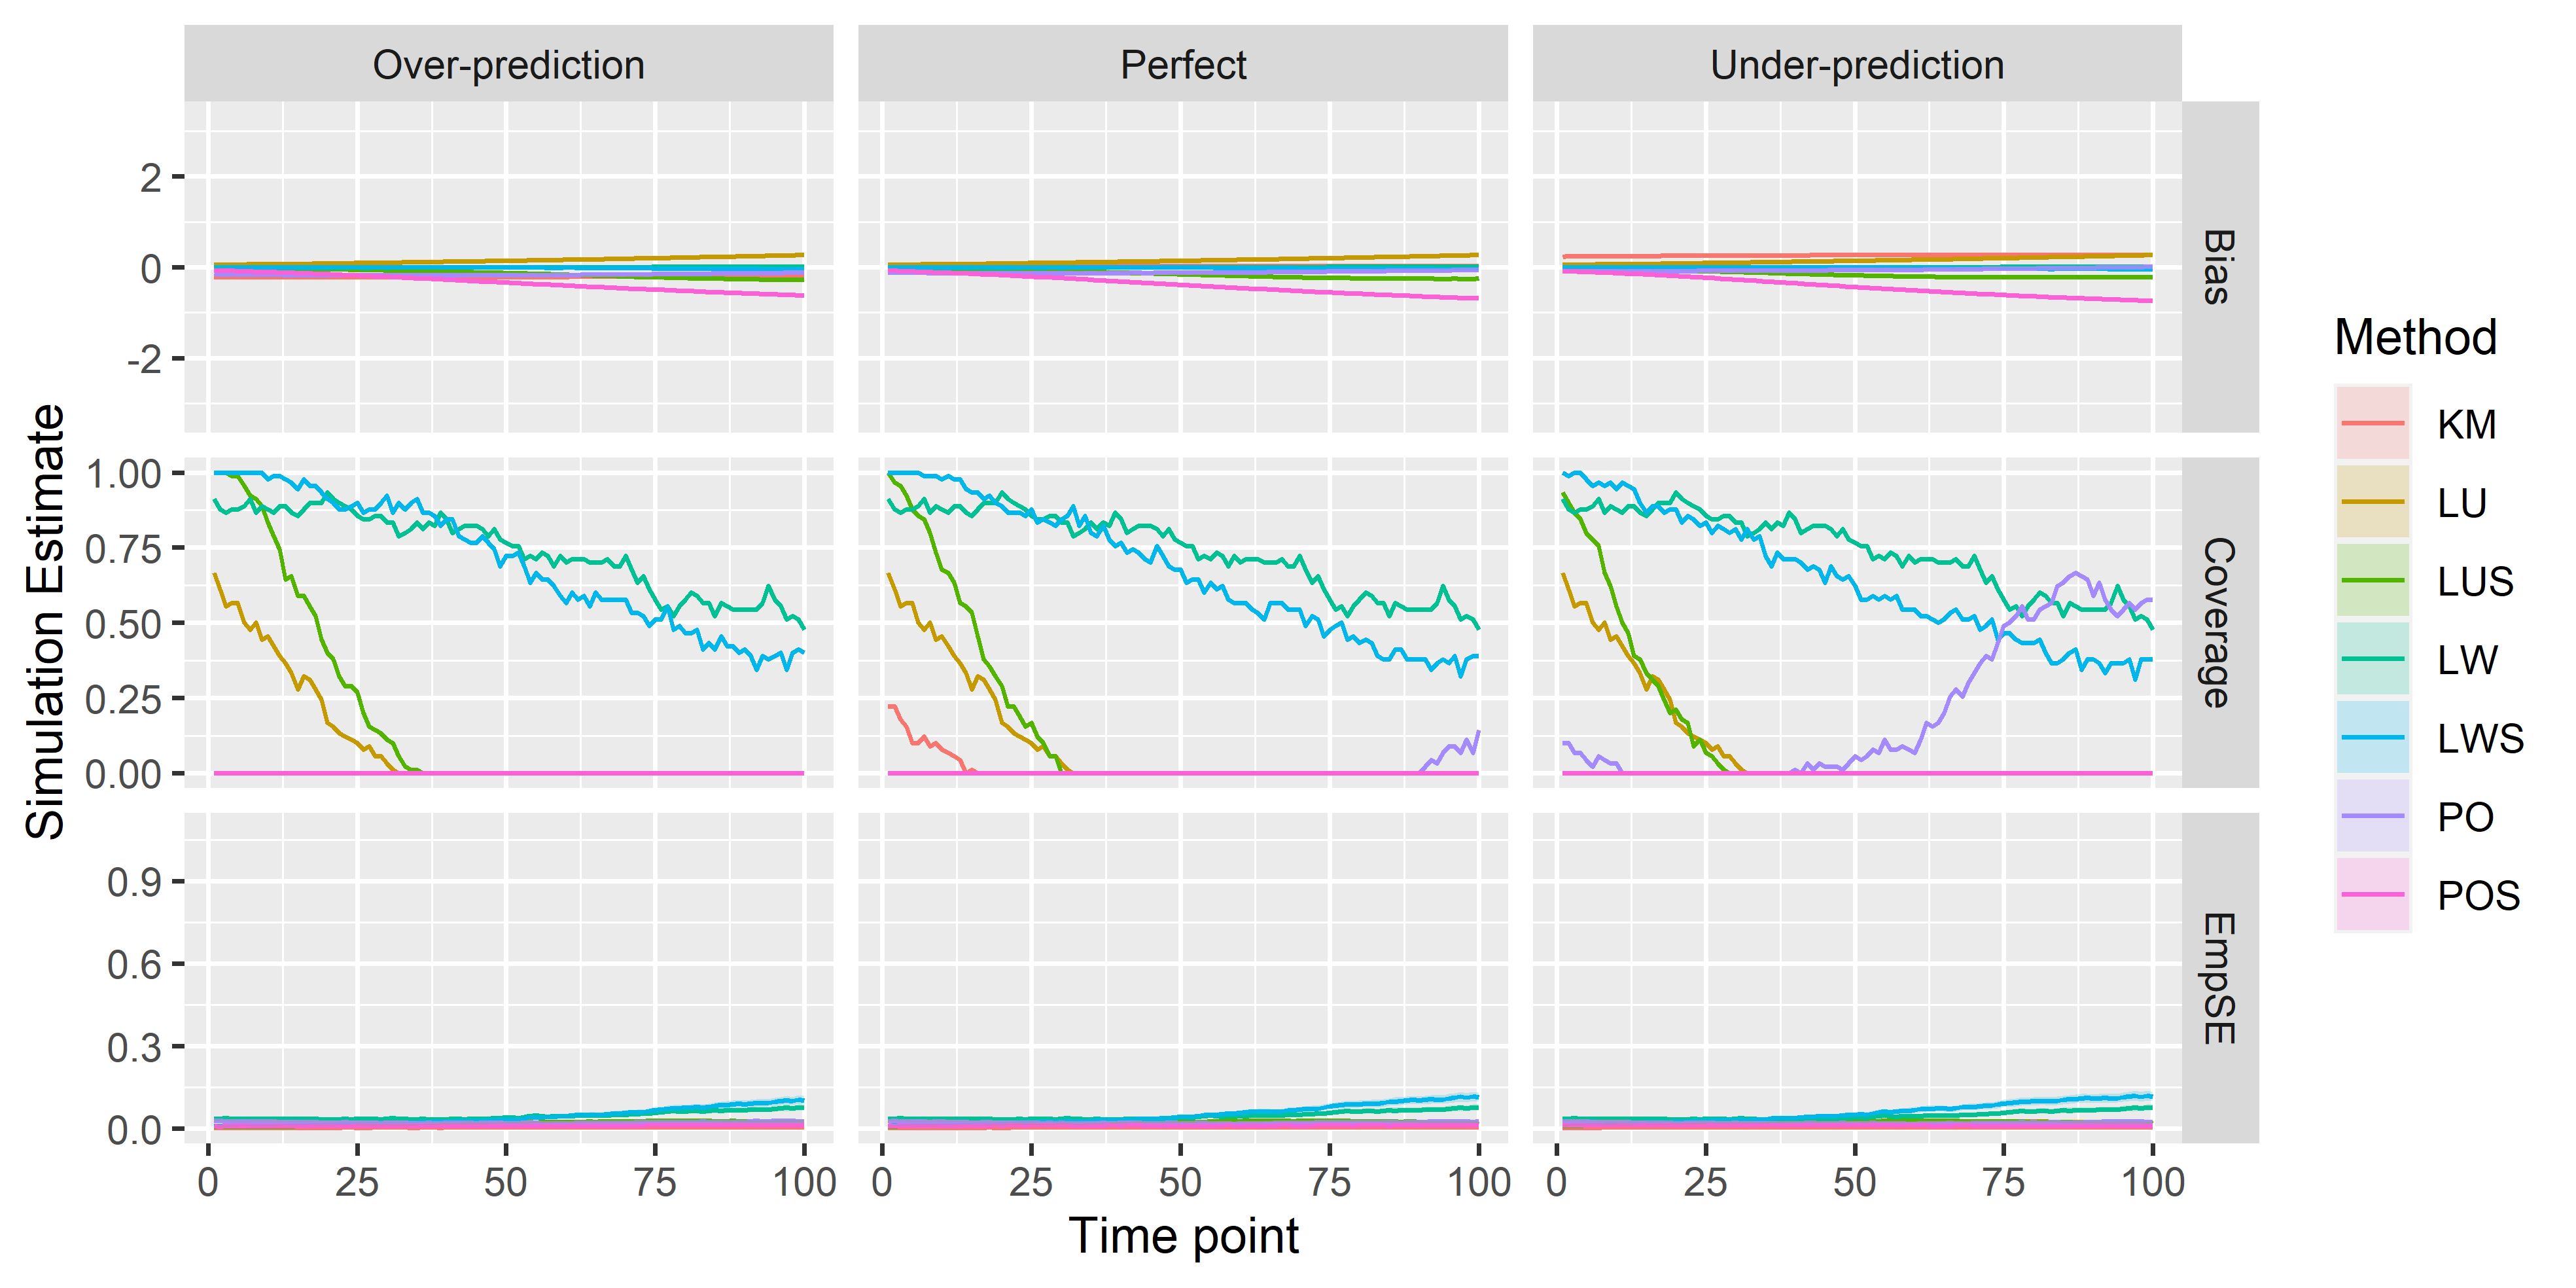 Over-prediction
Perfect
Under-prediction
Simulation Estimate
2
0
-2
Bias
1.00
0.75
0.50
0.25
0.00
Coverage
0.9
0.6
0.3
0.0
EmpSE
0 25 50 75 100
0 25 50 75 100
0 25 50 75 100
Time point
Method
KM
LU
LUS
LW
LWS
PO
POS